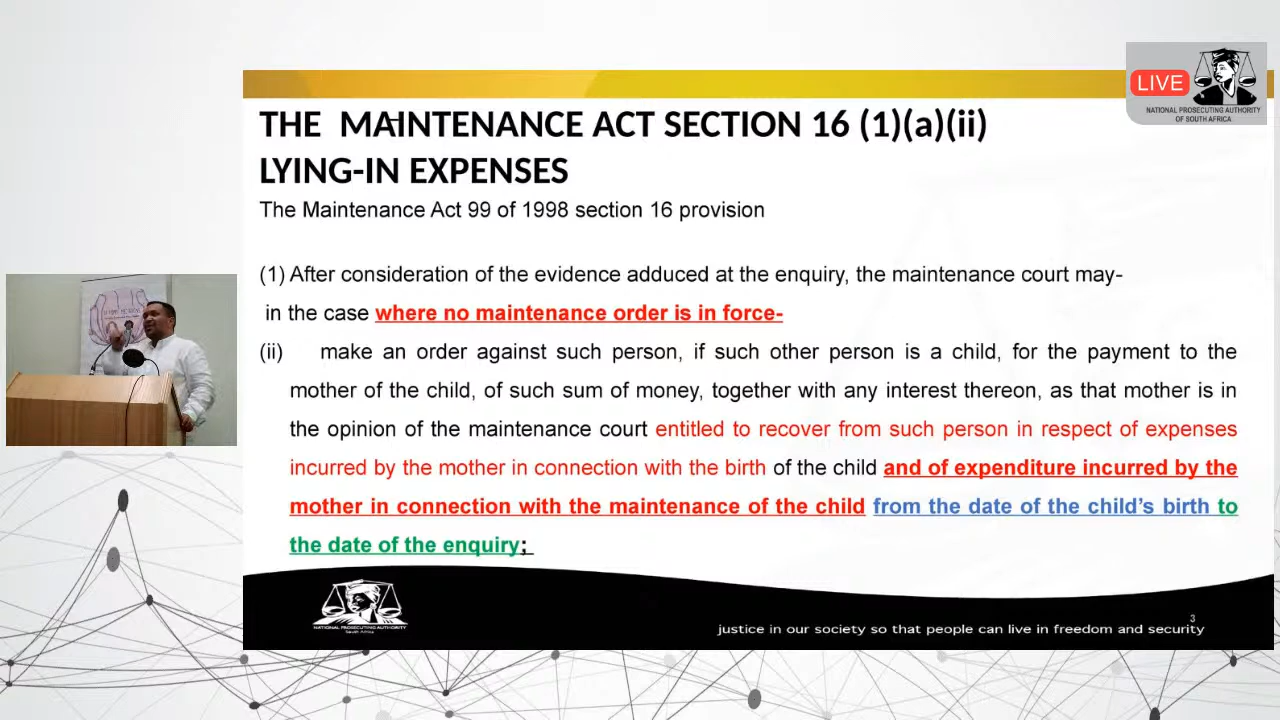 LIVE
NATIONAL PROSECUTING AUTHORITY
OF SOUTH AFRICA
THE MAINTENANCE ACT SECTION 16 (1)(a)(ii)
LYING-IN EXPENSES
The Maintenance Act 99 of 1998 section 16 provision
(1) After consideration of the evidence adduced at the enquiry, the maintenance court may-
in the case where no maintenance order is in force-
(ii) make an order against such person, if such other person is a child, for the payment to the
mother of the child, of such sum of money, together with any interest thereon, as that mother is in
the opinion of the maintenance court entitled to recover from such person in respect of expenses
incurred by the mother in connection with the birth of the child and of expenditure incurred by the
mother in connection with the maintenance of the child from the date of the child's birth to
the date of the enquiry;
NATIONAL PROSECUTING AUTHORITY
South Africa
3
justice in our society so that people can live in freedom and security